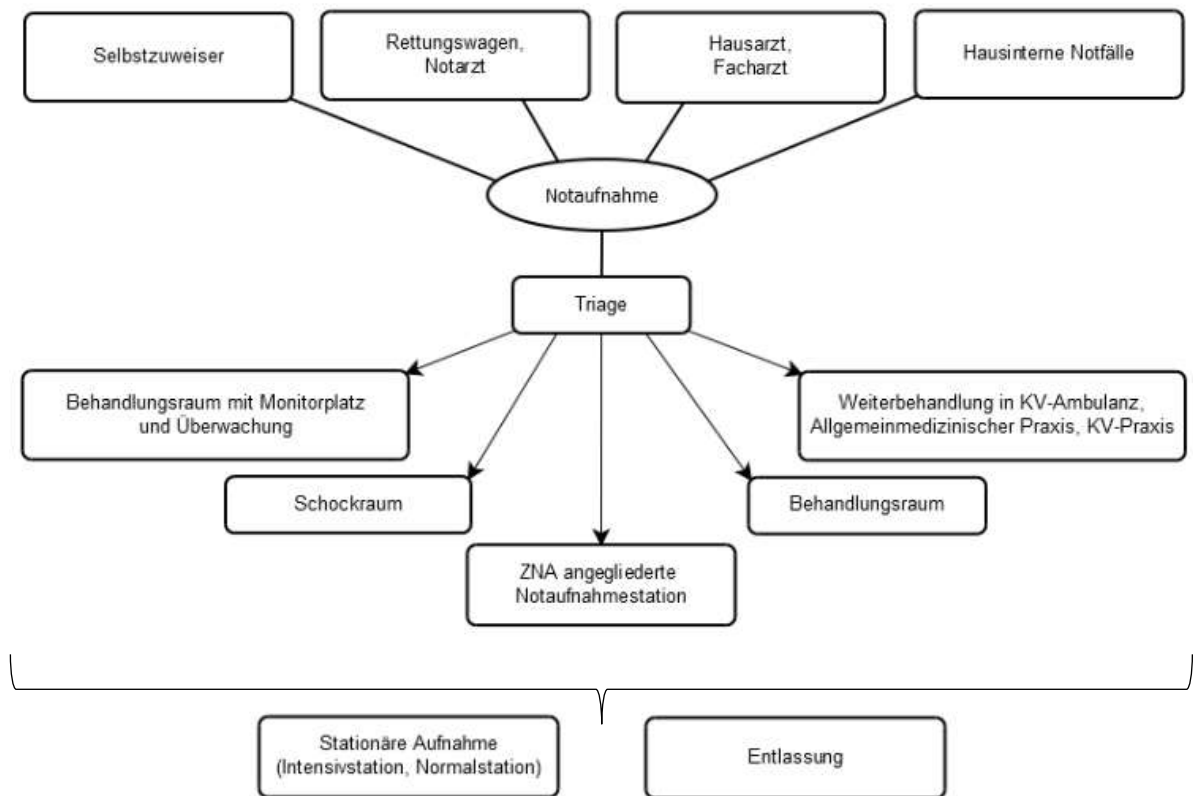 Selbstzuweiser
Rettungswagen,
Notarzt
Hausarzt,
Facharzt
Hausinterne Notfälle
Notaufnahme
Triage
Behandlungsraum mit Monitorplatz
und Überwachung
Weiterbehandlung in KV-Ambulanz,
Allgemeinmedizinischer Praxis, KV-Praxis
Schockraum
Behandlungsraum
ZNA angegliederte
Notaufnahmestation
Stationäre Aufnahme
(Intensivstation, Normalstation)
Entlassung